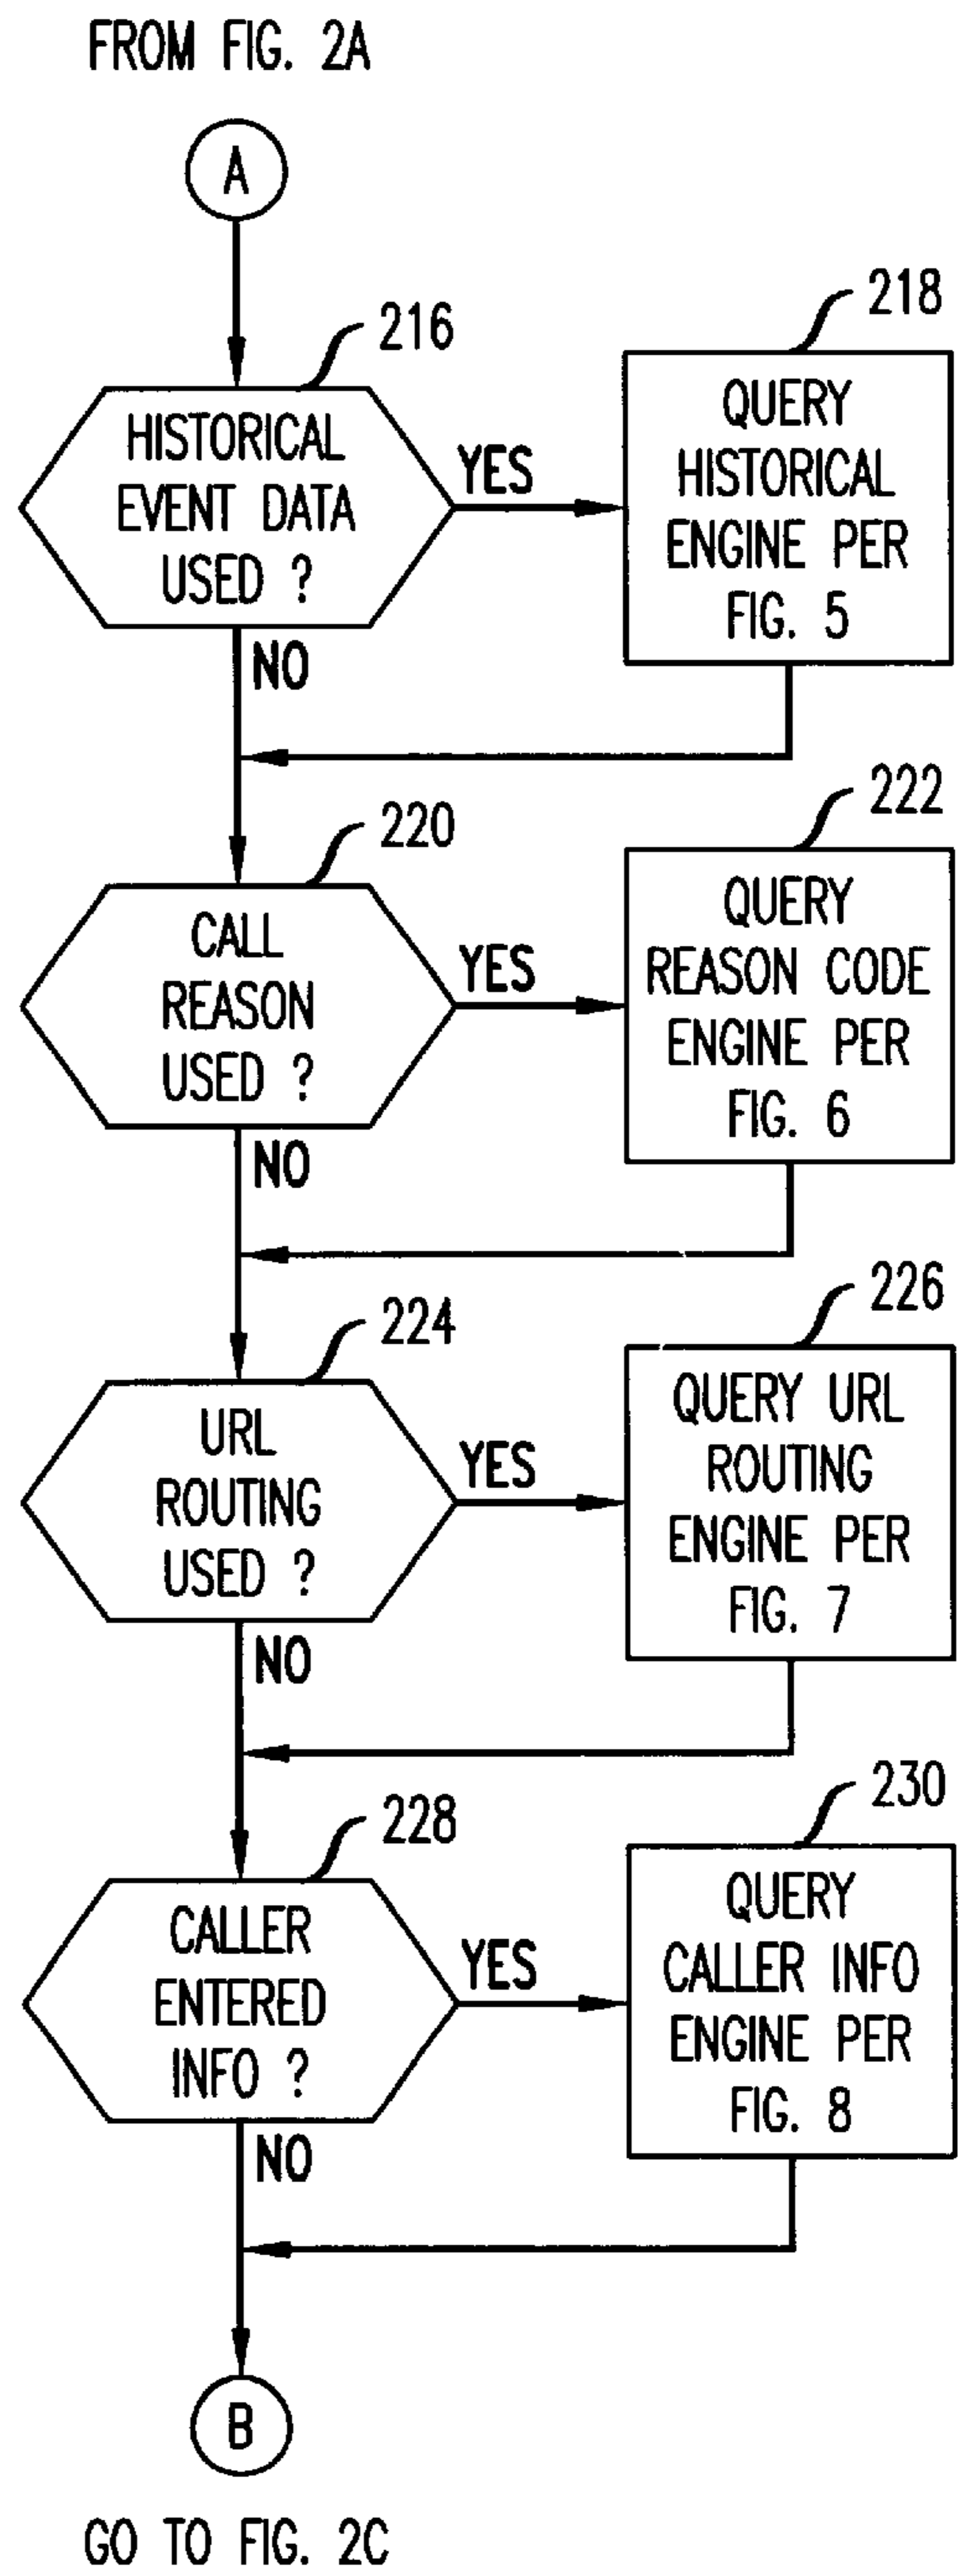 FROM FIG. 2A
A
216
HISTORICAL
EVENT DATA
USED ?
YES
NO
218
QUERY
HISTORICAL
ENGINE PER
FIG. 5
220
CALL
REASON
USED ?
YES
NO
222
QUERY
REASON CODE
ENGINE PER
FIG. 6
224
URL
ROUTING
USED ?
YES
NO
226
QUERY URL
ROUTING
ENGINE PER
FIG. 7
228
CALLER
ENTERED
INFO ?
YES
NO
230
QUERY
CALLER INFO
ENGINE PER
FIG. 8
B
GO TO FIG. 2C